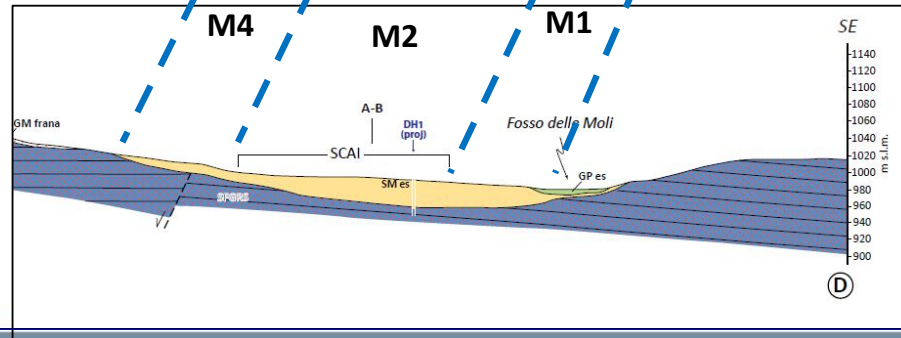 M4
M2
M1
SE
A-B
DH1
(proj)
Fosso delle Moli
GM frana
SCAI
SM es
GP es
SPGRS
1140
1120
1100
1080
1060
1040
1020
1000
980
960
940
920
900
m s.l.m.
D